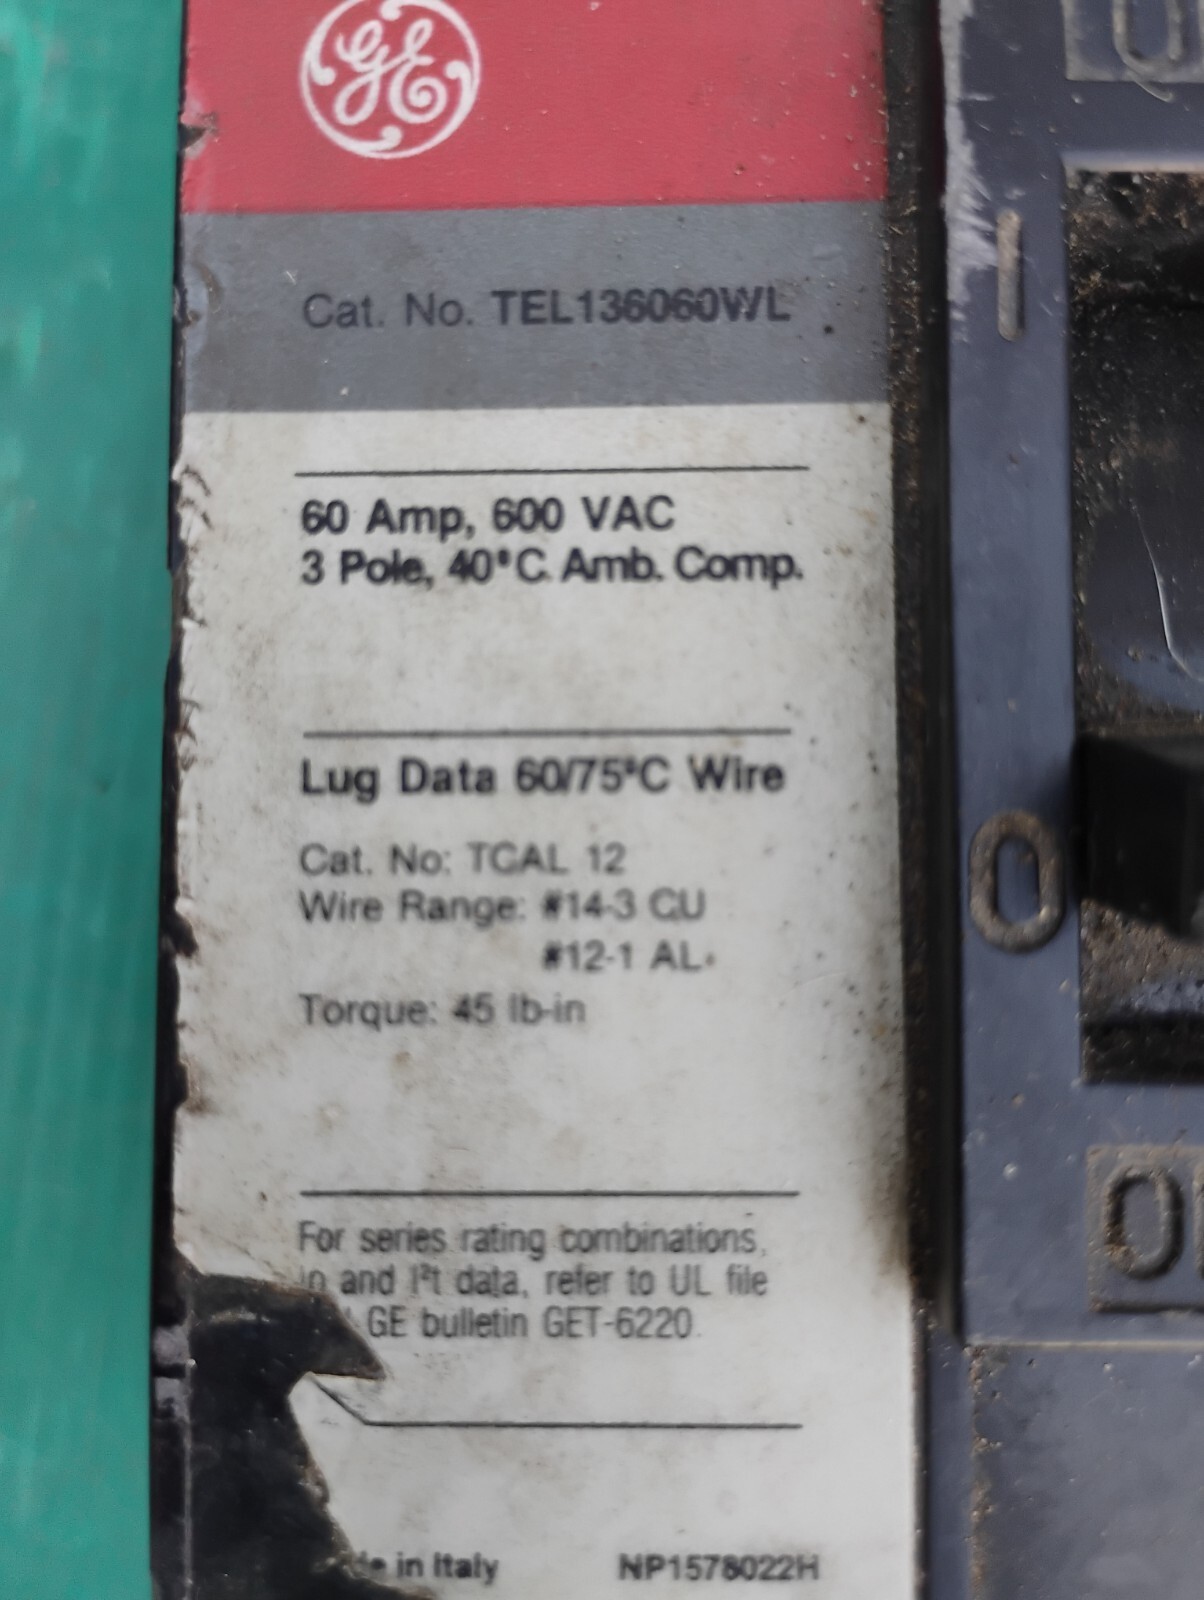 GE
Cat. No. TEL136060WL
60 Amp, 600 VAC
3 Pole, 40°C Amb. Comp.
Lug Data 60/75°C Wire
Cat. No: TCAL 12
Wire Range: #14-3 CU
#12-1 AL
Torque: 45 lb-in
For series rating combinations,
and I²t data, refer to UL file
GE bulletin GET-6220
in Italy
NP1578022H
I
O